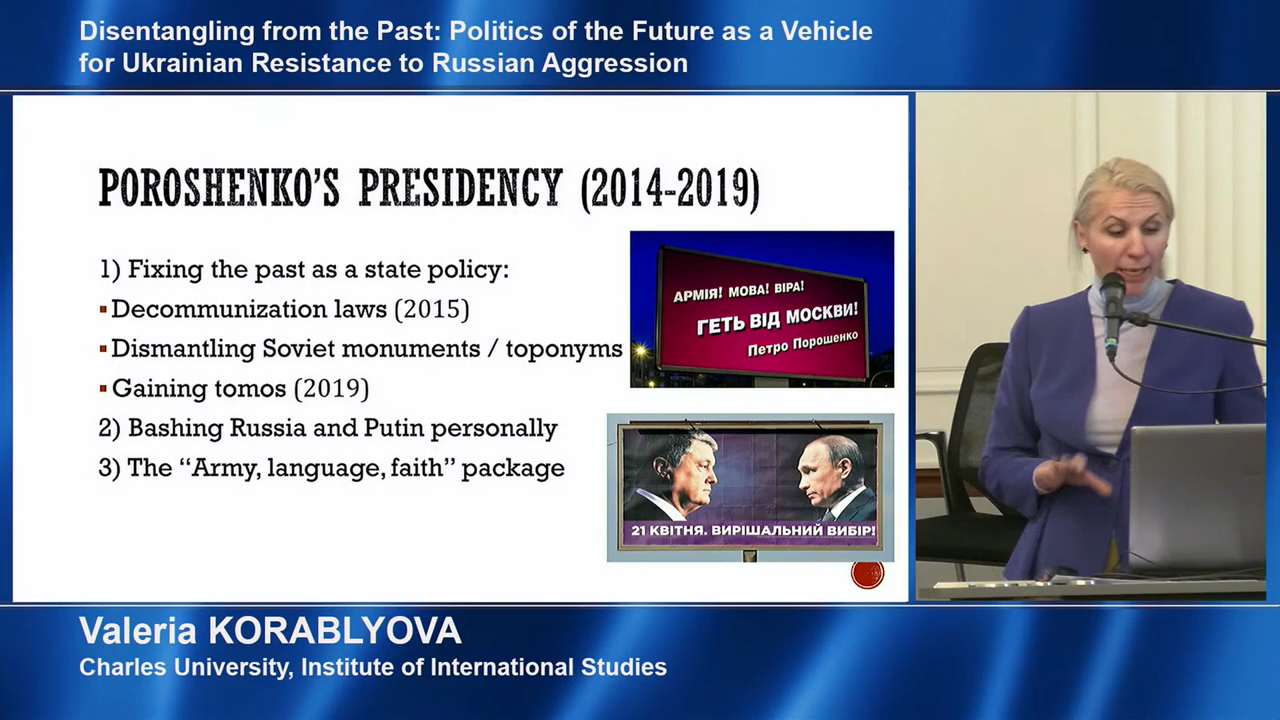 Disentangling from the Past: Politics of the Future as a Vehicle
for Ukrainian Resistance to Russian Aggression
POROSHENKO'S PRESIDENCY (2014-2019)
1) Fixing the past as a state policy:
▪Decommunization laws (2015)
▪Dismantling Soviet monuments / toponyms
▪Gaining tomos (2019)
2) Bashing Russia and Putin personally
3) The “Army, language, faith” package
АРМІЯ! МОВА! ВІРА!
ГЕТЬ ВІД МОСКВИ!
Петро Порошенко
21 КВІТНЯ. ВИРІШАЛЬНИЙ ВИБІР!
Valeria KORABLYOVA
Charles University, Institute of International Studies